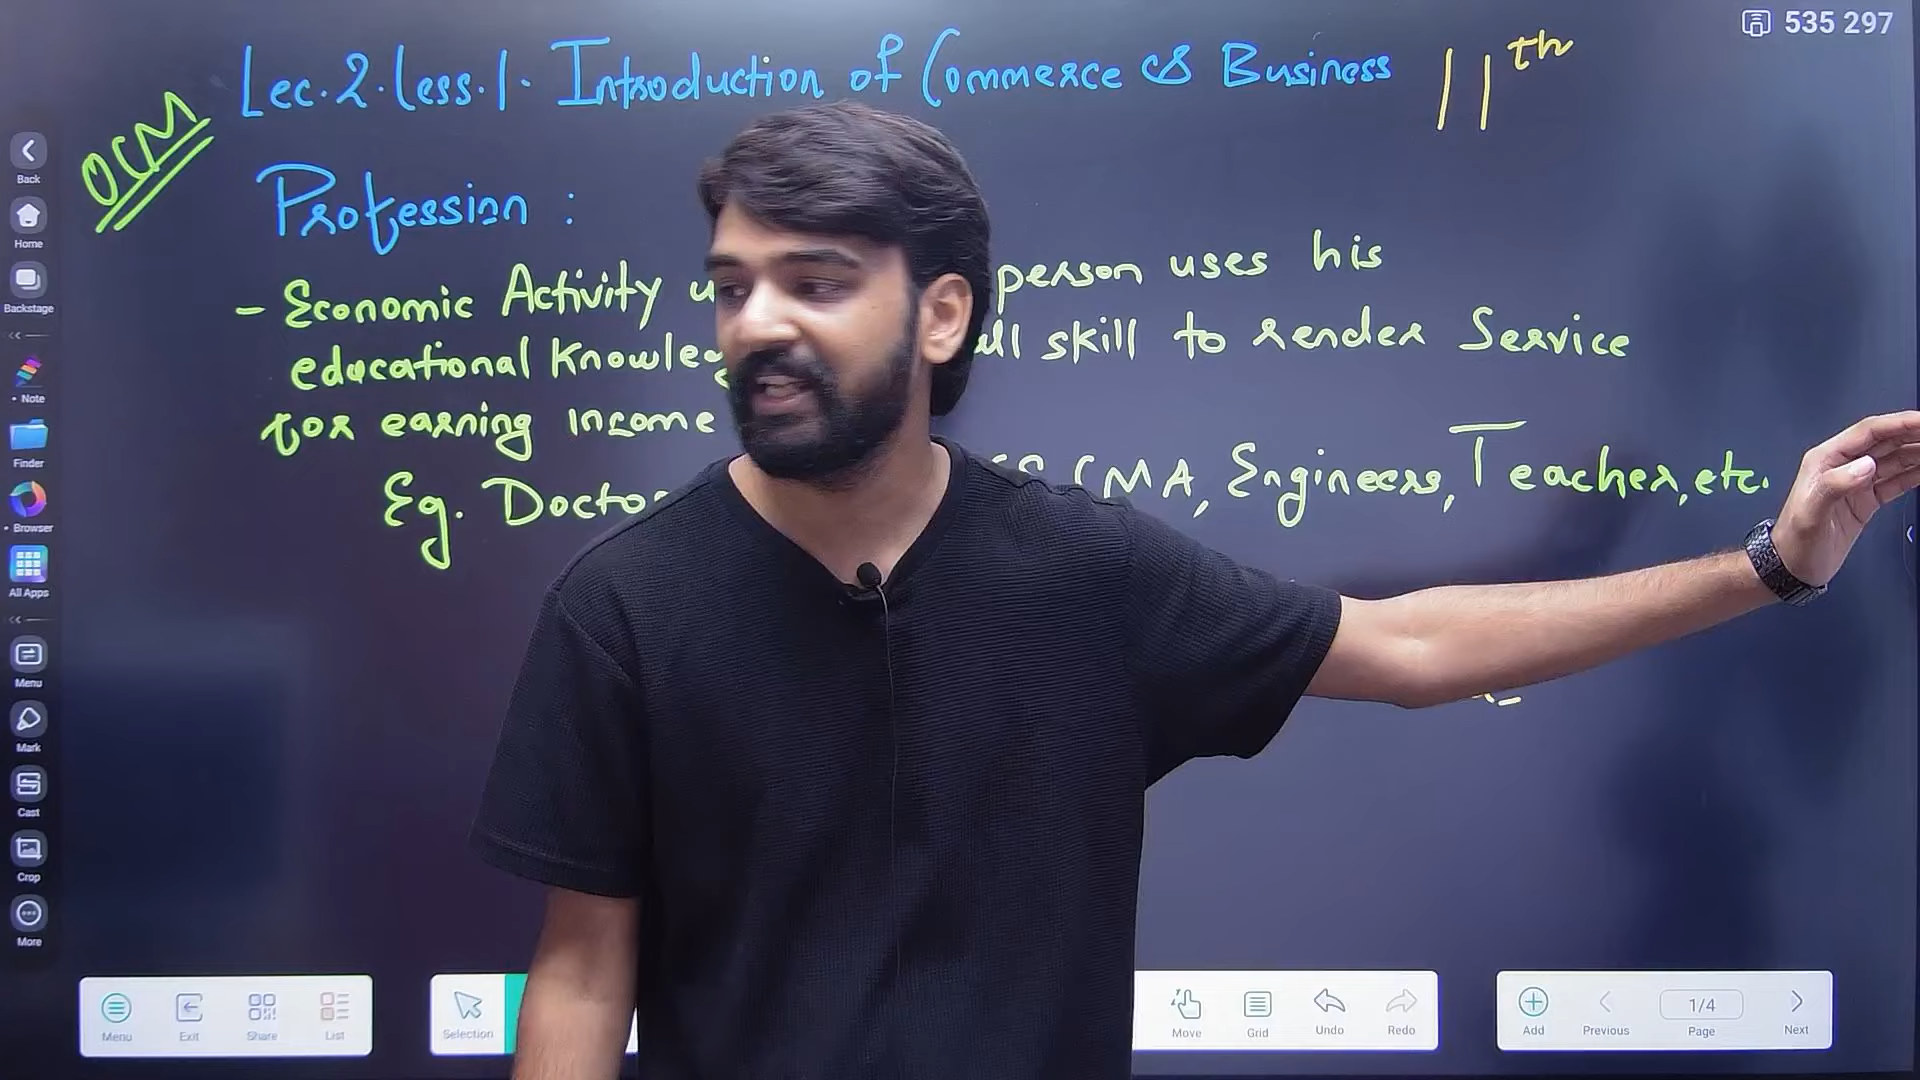 535 297
Lec.2.Less.1. Introduction of Commerce & Business 11th
OCM
Profession :
- Economic Activity person uses his
educational skill to render Service
for earning income
Eg. CMA, Engineers, Teacher, etc.
Back
Home
Backstage
Note
Finder
Browser
All Apps
Menu
Mark
Cast
Crop
More
Menu Exit Share List Selection Move Grid Undo Redo Add Previous 1/4 Page Next